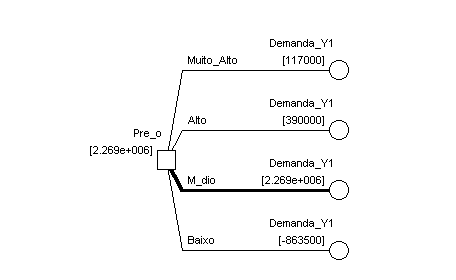 Demanda_Y1
Muito_Alto [117000]
Demanda_Y1
Alto [390000]
Pre_o
[2.269e+006]
Demanda_Y1
M_dio [2.269e+006]
Demanda_Y1
Baixo [-863500]